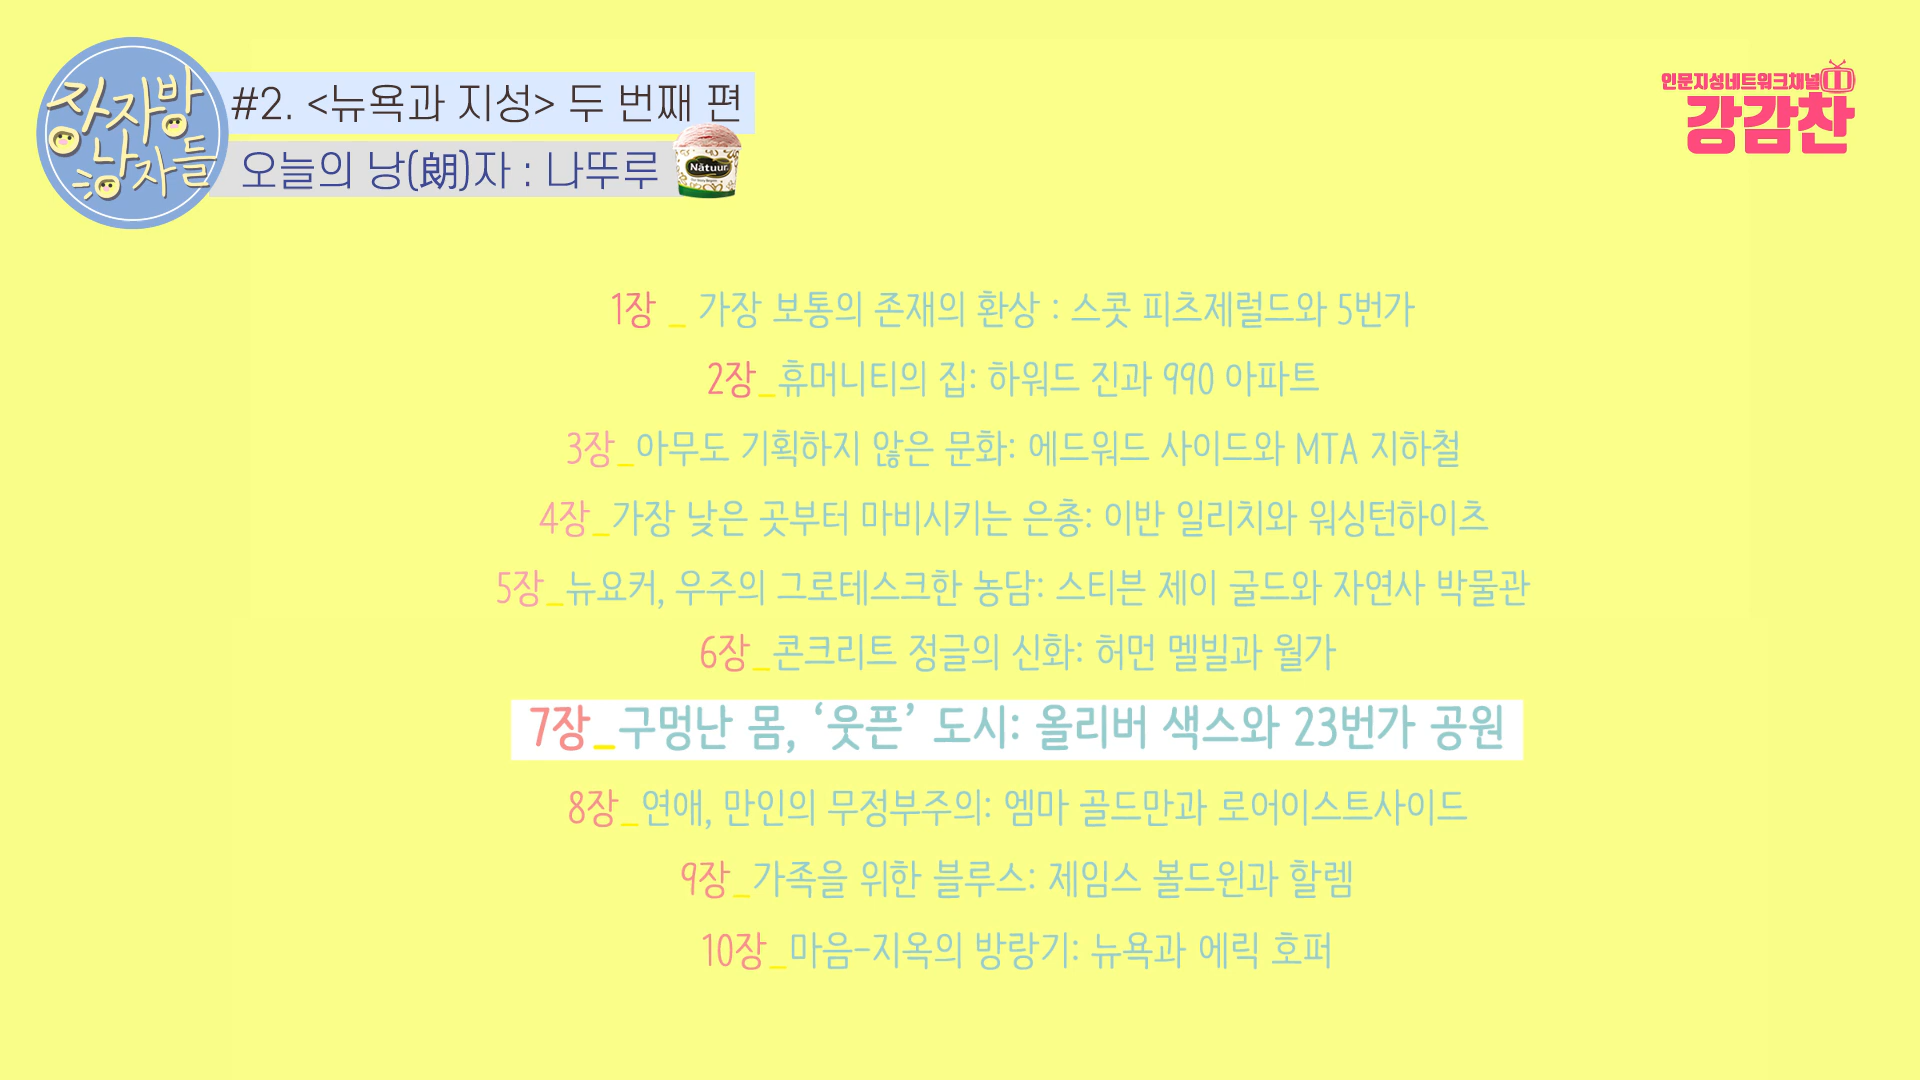 장자방
낭자들
#2. <뉴욕과 지성> 두 번째 편
오늘의 낭(朗)자 : 나뚜루
Natuur
인문지성네트워크채널
강감찬
1장 _ 가장 보통의 존재의 환상 : 스콧 피츠제럴드와 5번가
2장_휴머니티의 집: 하워드 진과 990 아파트
3장_아무도 기획하지 않은 문화: 에드워드 사이드와 MTA 지하철
4장_가장 낮은 곳부터 마비시키는 은총: 이반 일리치와 워싱턴하이츠
5장_뉴요커, 우주의 그로테스크한 농담: 스티븐 제이 굴드와 자연사 박물관
6장_콘크리트 정글의 신화: 허먼 멜빌과 월가
7장_구멍난 몸, ‘웃픈’ 도시: 올리버 색스와 23번가 공원
8장_연애, 만인의 무정부주의: 엠마 골드만과 로어이스트사이드
9장_가족을 위한 블루스: 제임스 볼드윈과 할렘
10장_마음-지옥의 방랑기: 뉴욕과 에릭 호퍼